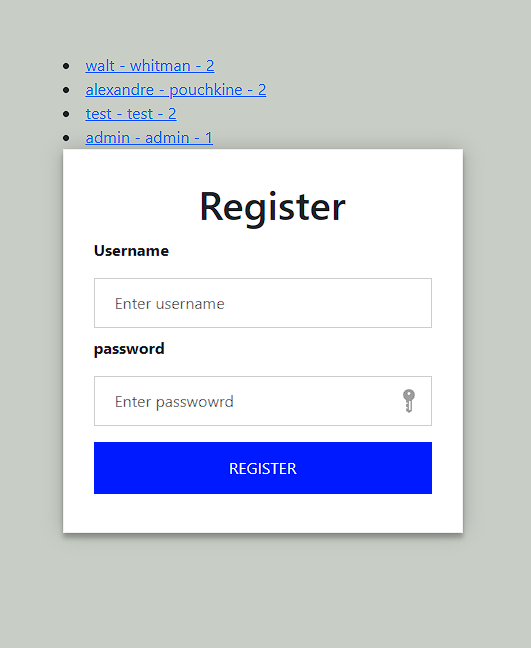 walt - whitman - 2
alexandre - pouchkine - 2
test - test - 2
admin - admin - 1
Register
Username
Enter username
password
Enter passwowrd
REGISTER